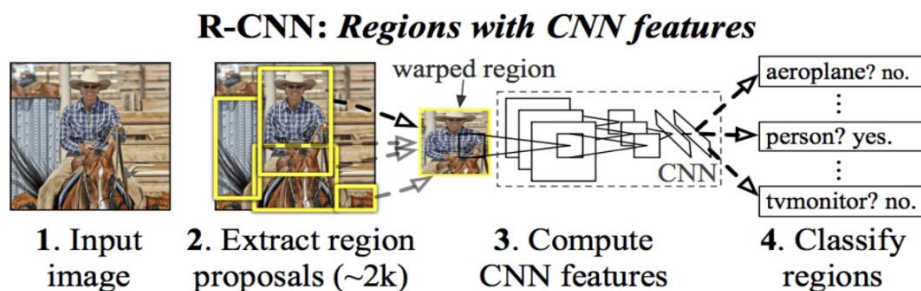 R-CNN: Regions with CNN features
warped region
aeroplane? no.
person? yes.
tvmonitor? no.
CNN
1. Input
image
2. Extract region
proposals (~2k)
3. Compute
CNN features
4. Classify
regions